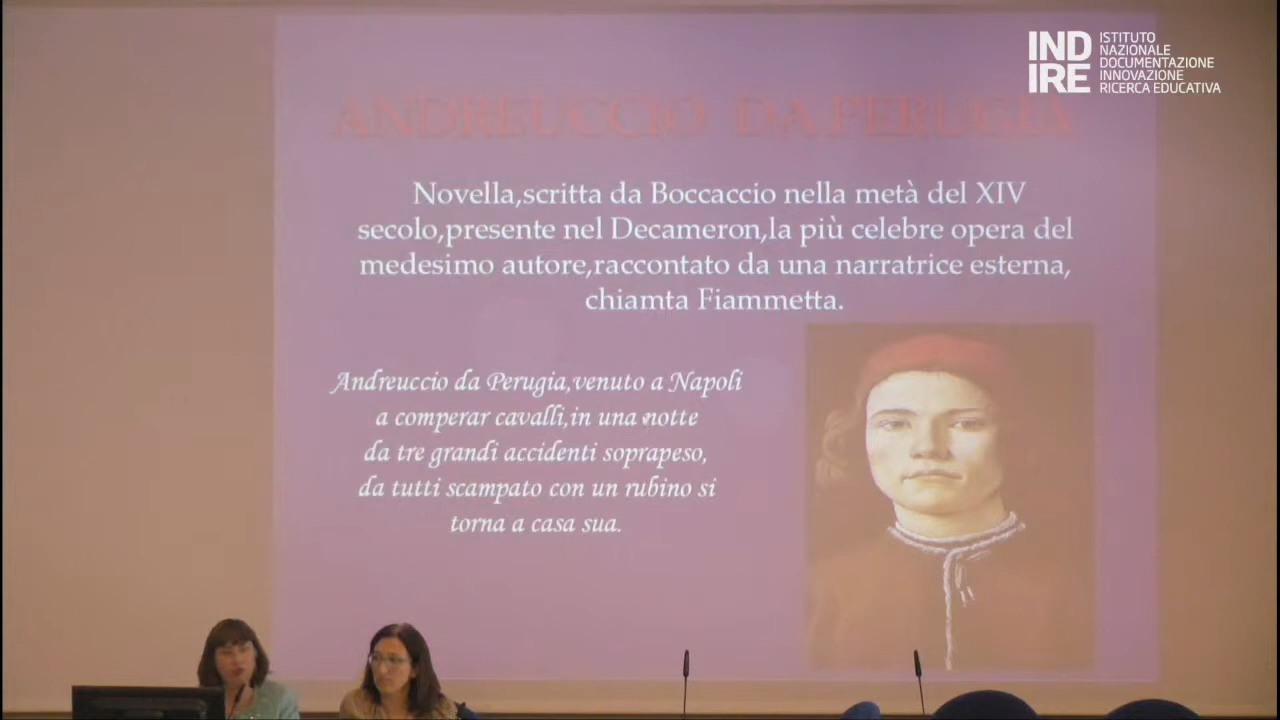 IND
IRE
ISTITUTO
NAZIONALE
DOCUMENTAZIONE
INNOVAZIONE
RICERCA EDUCATIVA
ANDREUCCIO DA PERUGIA
Novella,scritta da Boccaccio nella metà del XIV
secolo,presente nel Decameron,la più celebre opera del
medesimo autore,raccontato da una narratrice esterna,
chiamta Fiammetta.
Andreuccio da Perugia,venuto a Napoli
a comperar cavalli,in una notte
da tre grandi accidenti soprapeso,
da tutti scampato con un rubino si
torna a casa sua.